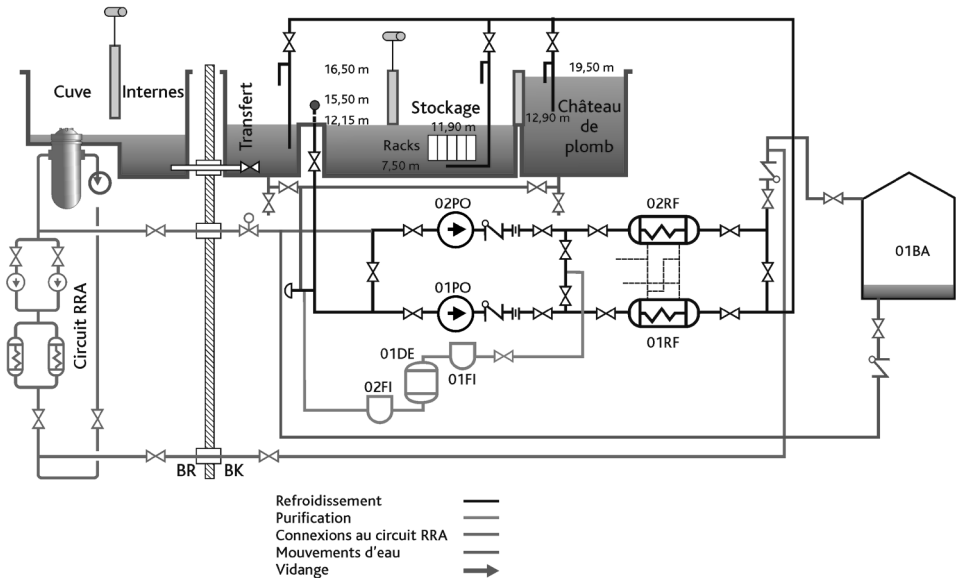 16,50 m
19,50 m
Cuve
Internes
Transfert
15,50 m
Stockage
Château
de
plomb
12,15 m
11,90 m
12,90 m
Racks
7,50 m
02PO
02RF
01BA
Circuit RRA
01PO
01RF
01DE
01FI
02FI
BR
BK
Refroidissement
Purification
Connexions au circuit RRA
Mouvements d'eau
Vidange